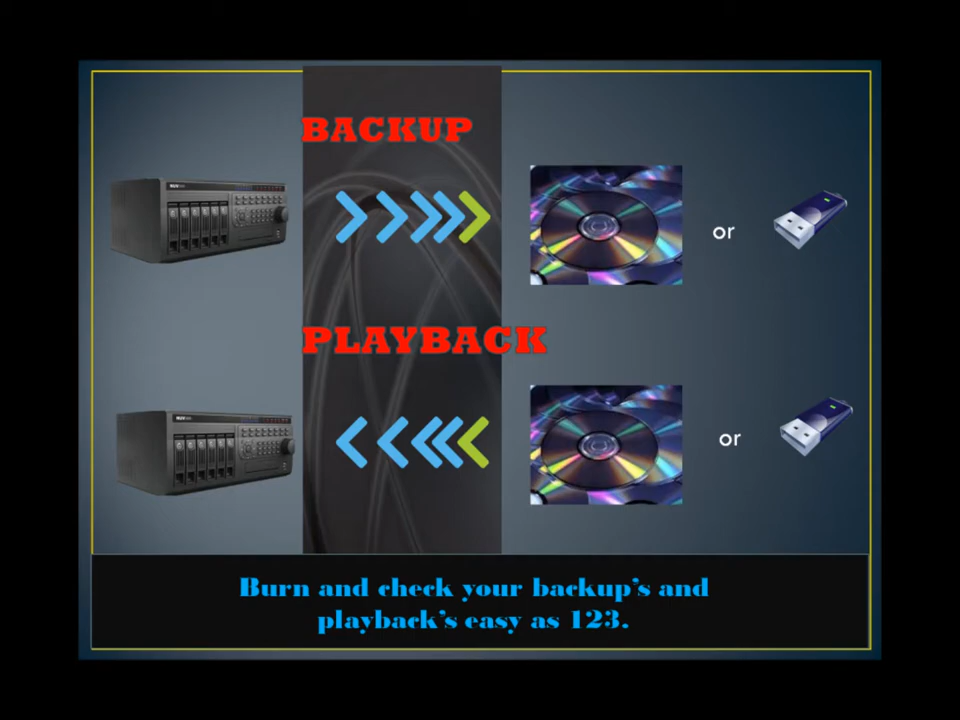 BACKUP
or
PLAYBACK
or
Burn and check your backup’s and
playback’s easy as 123.